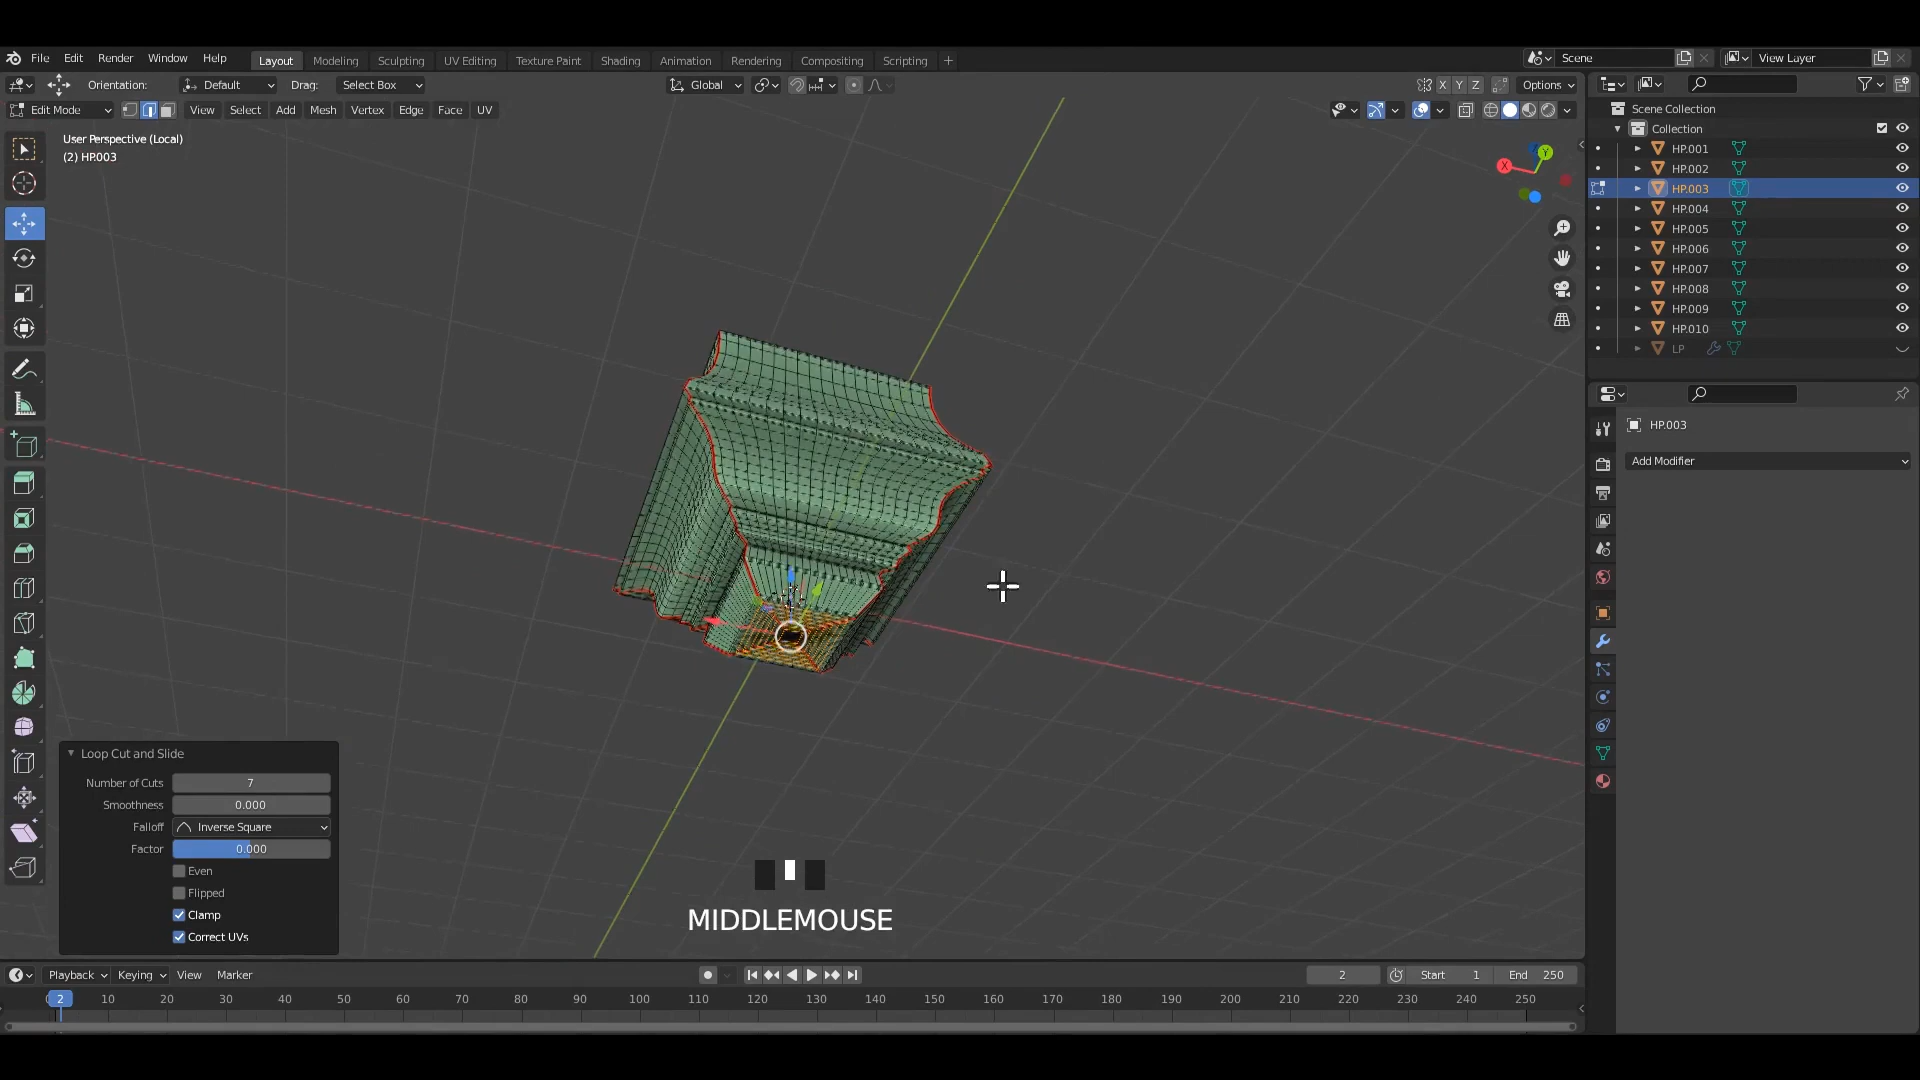 File Edit Render Window Help Layout Modeling Sculpting UV Editing Texture Paint Shading Animation Rendering Compositing Scripting + Scene View Layer
Orientation: Default Drag: Select Box Global X Y Z Options
Edit Mode View Select Add Mesh Vertex Edge Face UV
User Perspective (Local)
(2) HP.003
X Y
Scene Collection
Collection
HP.001
HP.002
HP.003
HP.004
HP.005
HP.006
HP.007
HP.008
HP.009
HP.010
LP
HP.003
Add Modifier
Loop Cut and Slide
Number of Cuts 7
Smoothness 0.000
Falloff Inverse Square
Factor 0.000
Even
Flipped
Clamp
Correct UVs
MIDDLEMOUSE
Playback Keying View Marker 2 Start 1 End 250
2 10 20 30 40 50 60 70 80 90 100 110 120 130 140 150 160 170 180 190 200 210 220 230 240 250